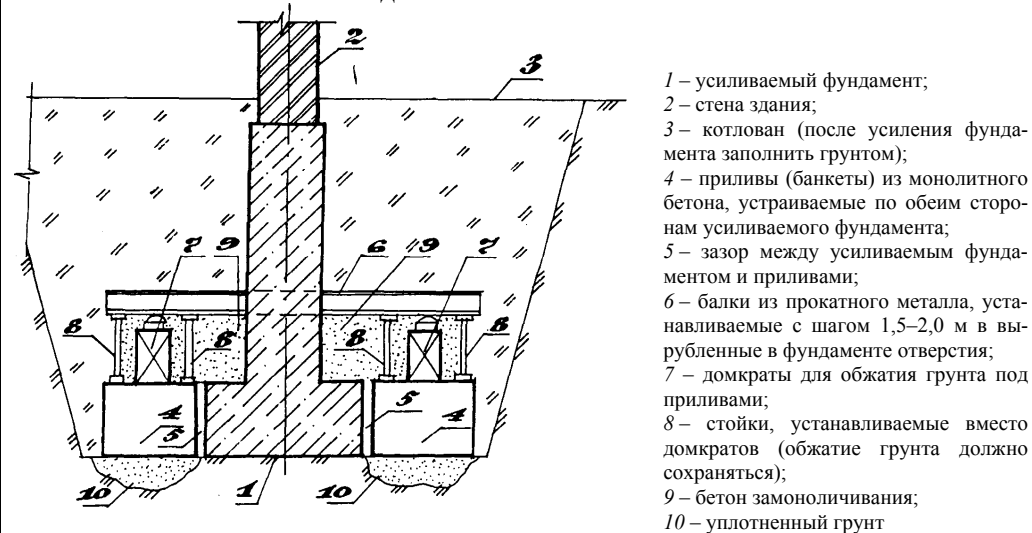 2
3
7 9 6 9 7
8 8 8 8
4 5 5 4
10 1 10
1 – усиливаемый фундамент;
2 – стена здания;
3 – котлован (после усиления фунда-
мента заполнить грунтом);
4 – приливы (банкеты) из монолитного
бетона, устраиваемые по обеим сторо-
нам усиливаемого фундамента;
5 – зазор между усиливаемым фунда-
ментом и приливами;
6 – балки из прокатного металла, уста-
навливаемые с шагом 1,5–2,0 м в вы-
рубленные в фундаменте отверстия;
7 – домкраты для обжатия грунта под
приливами;
8 – стойки, устанавливаемые вместо
домкратов (обжатие грунта должно
сохраняться);
9 – бетон замоноличивания;
10 – уплотненный грунт